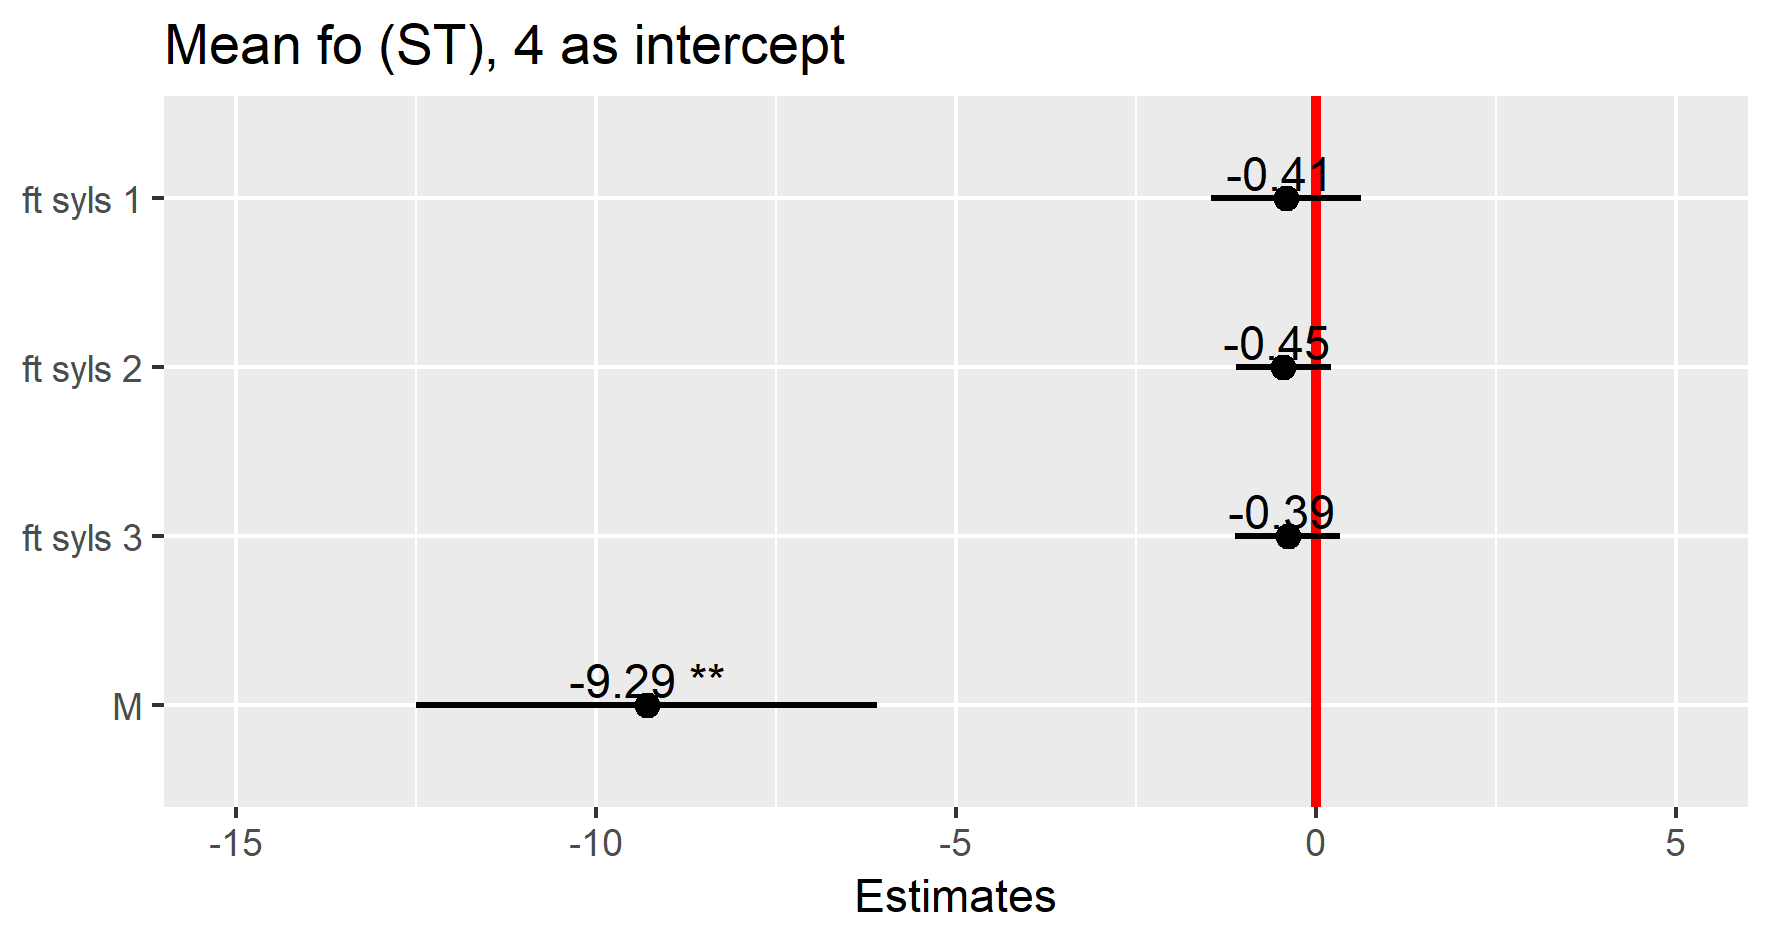 Mean fo (ST), 4 as intercept
ft syls 1
-0.41
ft syls 2
-0.45
ft syls 3
-0.39
M
-9.29 **
-15 -10 -5 0 5
Estimates